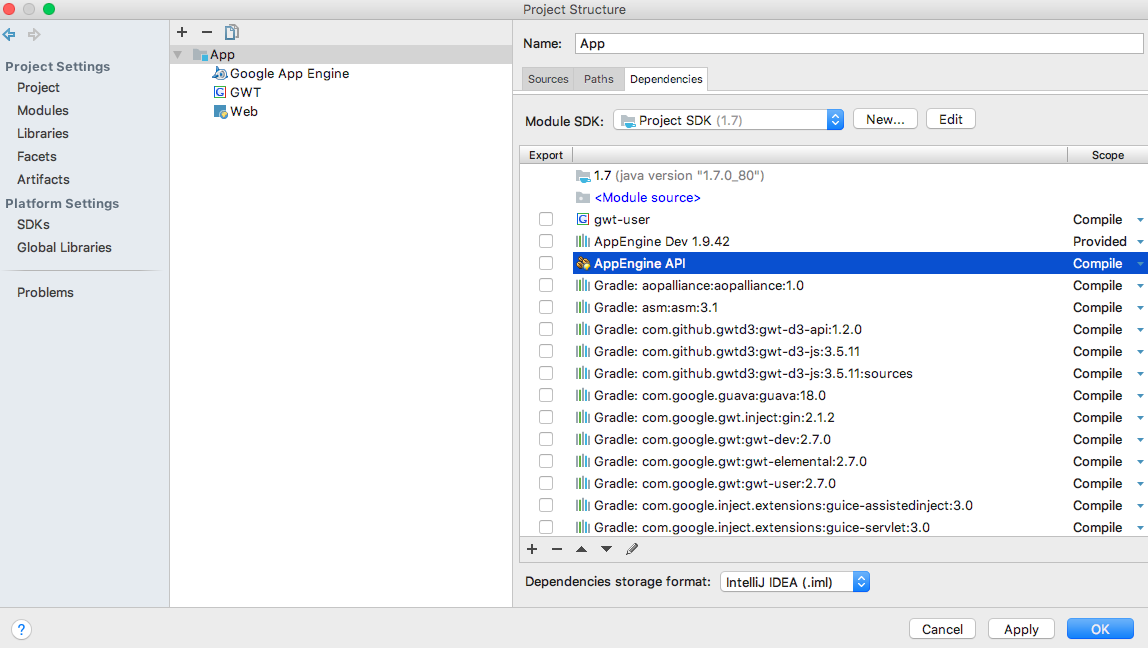 Project Structure
Project Settings
Project
Modules
Libraries
Facets
Artifacts
Platform Settings
SDKs
Global Libraries
Problems
App
Google App Engine
GWT
Web
Name: App
Sources Paths Dependencies
Module SDK: Project SDK (1.7) New... Edit
Export Scope
1.7 (java version "1.7.0_80")
<Module source>
gwt-user Compile
AppEngine Dev 1.9.42 Provided
AppEngine API Compile
Gradle: aopalliance:aopalliance:1.0 Compile
Gradle: asm:asm:3.1 Compile
Gradle: com.github.gwtd3:gwt-d3-api:1.2.0 Compile
Gradle: com.github.gwtd3:gwt-d3-js:3.5.11 Compile
Gradle: com.github.gwtd3:gwt-d3-js:3.5.11:sources Compile
Gradle: com.google.guava:guava:18.0 Compile
Gradle: com.google.gwt.inject:gin:2.1.2 Compile
Gradle: com.google.gwt:gwt-dev:2.7.0 Compile
Gradle: com.google.gwt:gwt-elemental:2.7.0 Compile
Gradle: com.google.gwt:gwt-user:2.7.0 Compile
Gradle: com.google.inject.extensions:guice-assistedinject:3.0 Compile
Gradle: com.google.inject.extensions:guice-servlet:3.0 Compile
Dependencies storage format: IntelliJ IDEA (.iml)
? Cancel Apply OK